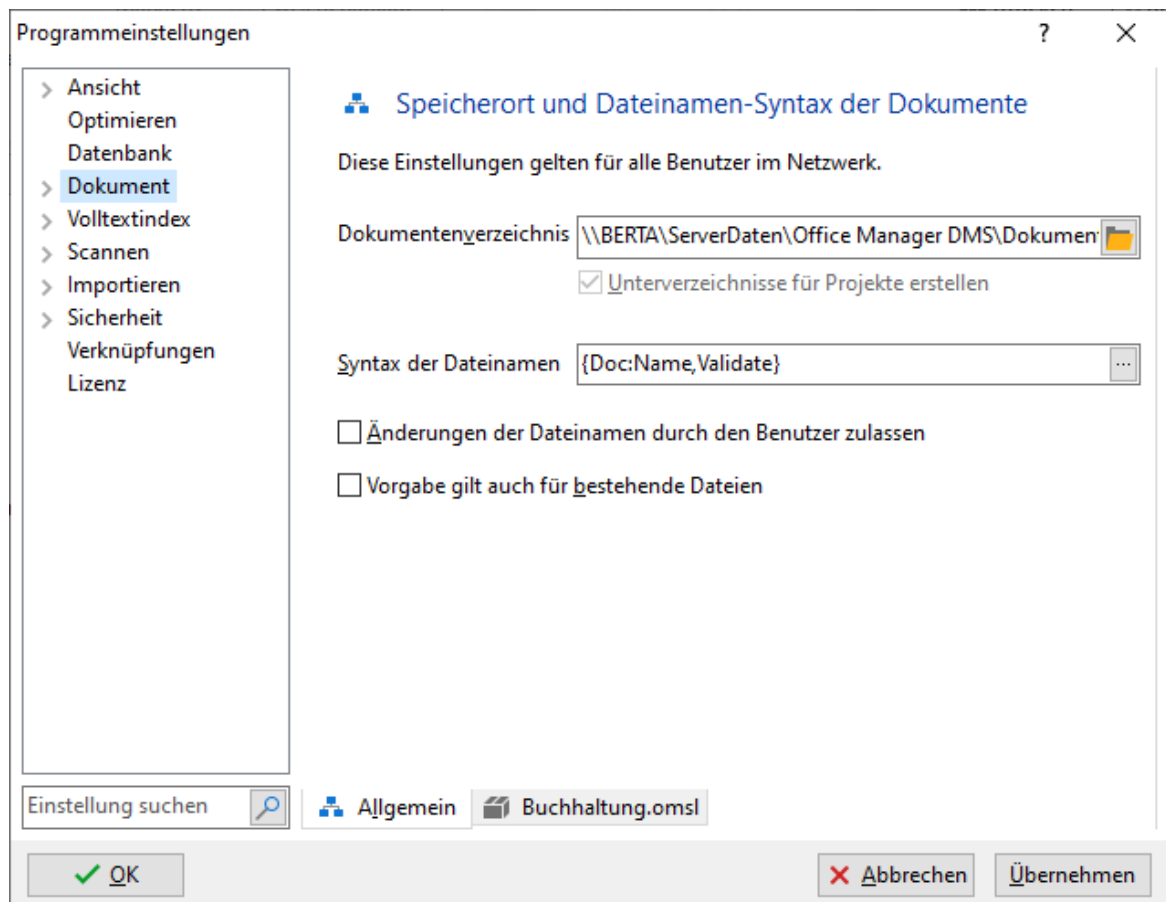 Programmeinstellungen ?
Ansicht
Optimieren
Datenbank
Dokument
Volltextindex
Scannen
Importieren
Sicherheit
Verknüpfungen
Lizenz
Einstellung suchen
Speicherort und Dateinamen-Syntax der Dokumente
Diese Einstellungen gelten für alle Benutzer im Netzwerk.
Dokumentenverzeichnis \\BERTA\ServerDaten\Office Manager DMS\Dokumen
Unterverzeichnisse für Projekte erstellen
Syntax der Dateinamen {Doc:Name,Validate} ...
Änderungen der Dateinamen durch den Benutzer zulassen
Vorgabe gilt auch für bestehende Dateien
Allgemein Buchhaltung.omsl
OK Abbrechen Übernehmen